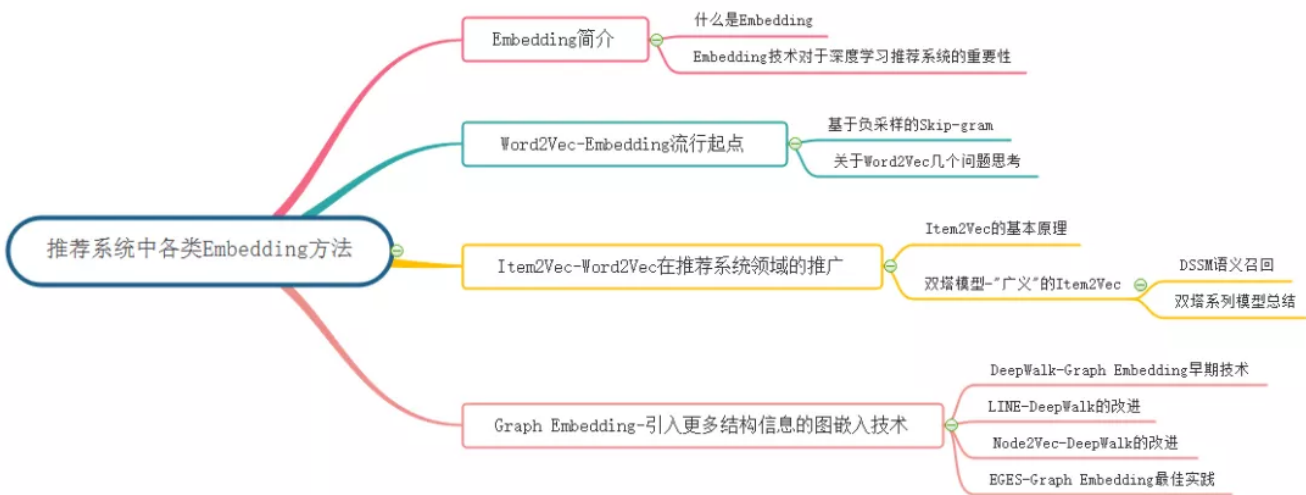 推荐系统中各类Embedding方法
Embedding简介
什么是Embedding
Embedding技术对于深度学习推荐系统的重要性
Word2Vec-Embedding流行起点
基于负采样的Skip-gram
关于Word2Vec几个问题思考
Item2Vec-Word2Vec在推荐系统领域的推广
Item2Vec的基本原理
双塔模型-"广义"的Item2Vec
DSSM语义召回
双塔系列模型总结
Graph Embedding-引入更多结构信息的图嵌入技术
DeepWalk-Graph Embedding早期技术
LINE-DeepWalk的改进
Node2Vec-DeepWalk的改进
EGES-Graph Embedding最佳实践